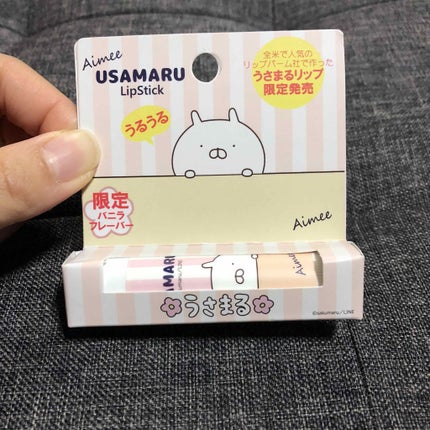 Aimee
USAMARU
LipStick
全米で人気の
リップバーム社で作った
うさまるリップ
限定発売
うるうる
限定
バニラ
フレーバー
Aimee
MARU
Aimee
うさまる
©sakumaru/LINE